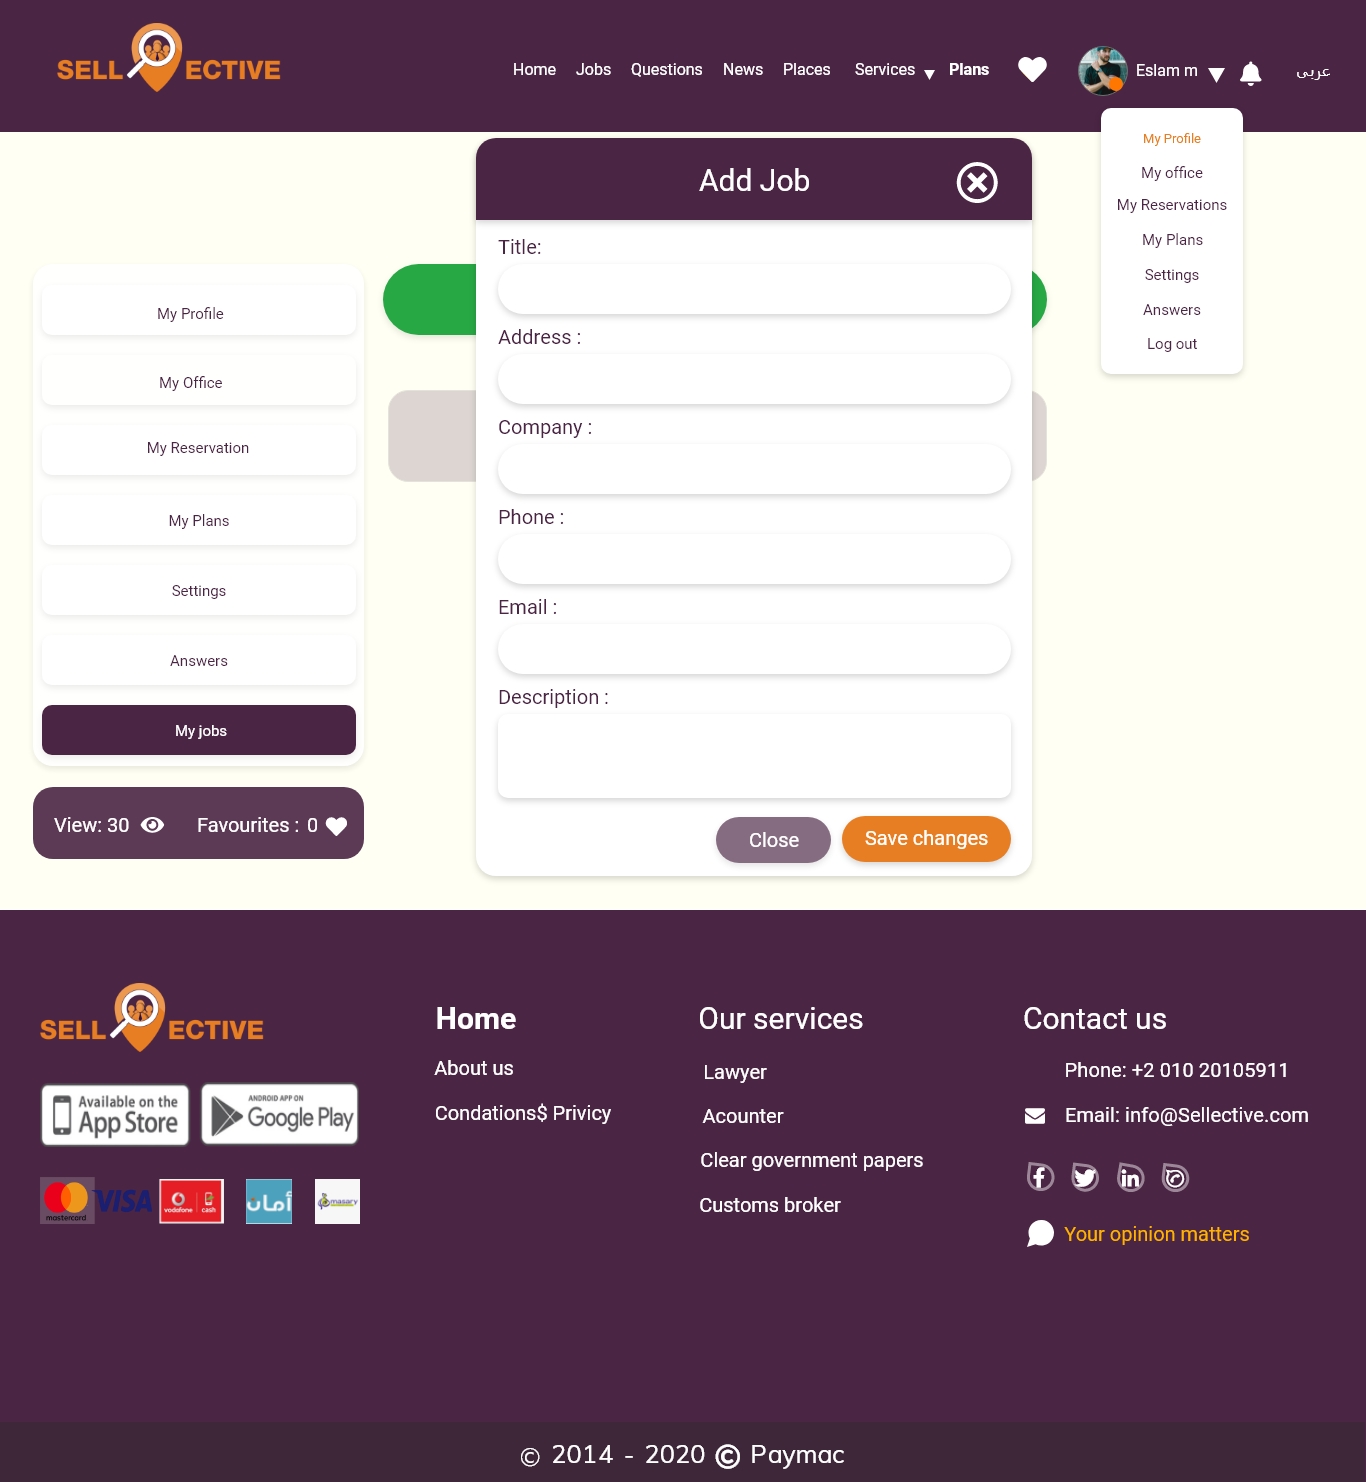 SELL ECTIVE
Home Jobs Questions News Places Services Plans
Eslam m
عربى
My Profile
My office
My Reservations
My Plans
Settings
Answers
Log out
Add Job
Title:
Address :
Company :
Phone :
Email :
Description :
Close
Save changes
My Profile
My Office
My Reservation
My Plans
Settings
Answers
My jobs
View: 30
Favourites : 0
SELL ECTIVE
Available on the
App Store
ANDROID APP ON
Google Play
mastercard
VISA
vodafone cash
أمان
masary
Home
About us
Condations$ Privicy
Our services
Lawyer
Acounter
Clear government papers
Customs broker
Contact us
Phone: +2 010 20105911
Email: info@Sellective.com
Your opinion matters
© 2014 - 2020 © Paymac